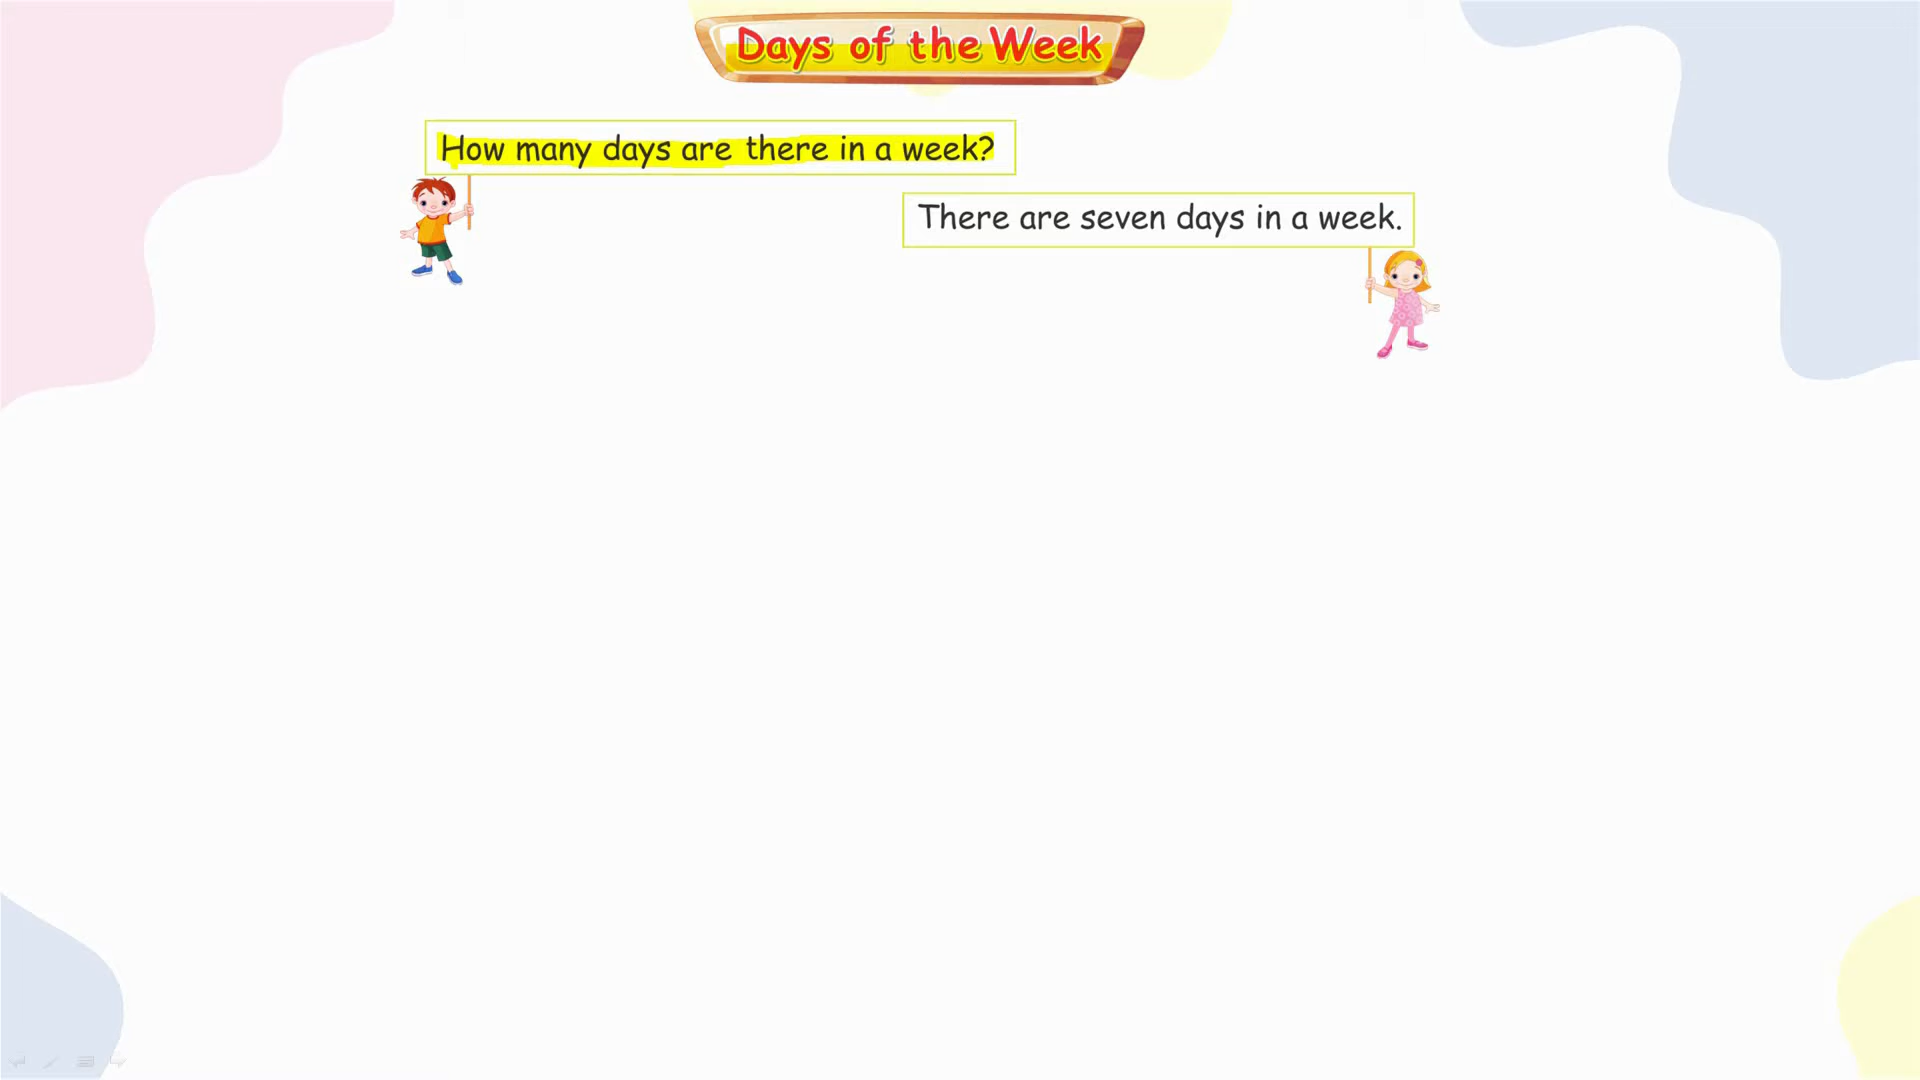 Days of the Week
How many days are there in a week?
There are seven days in a week.